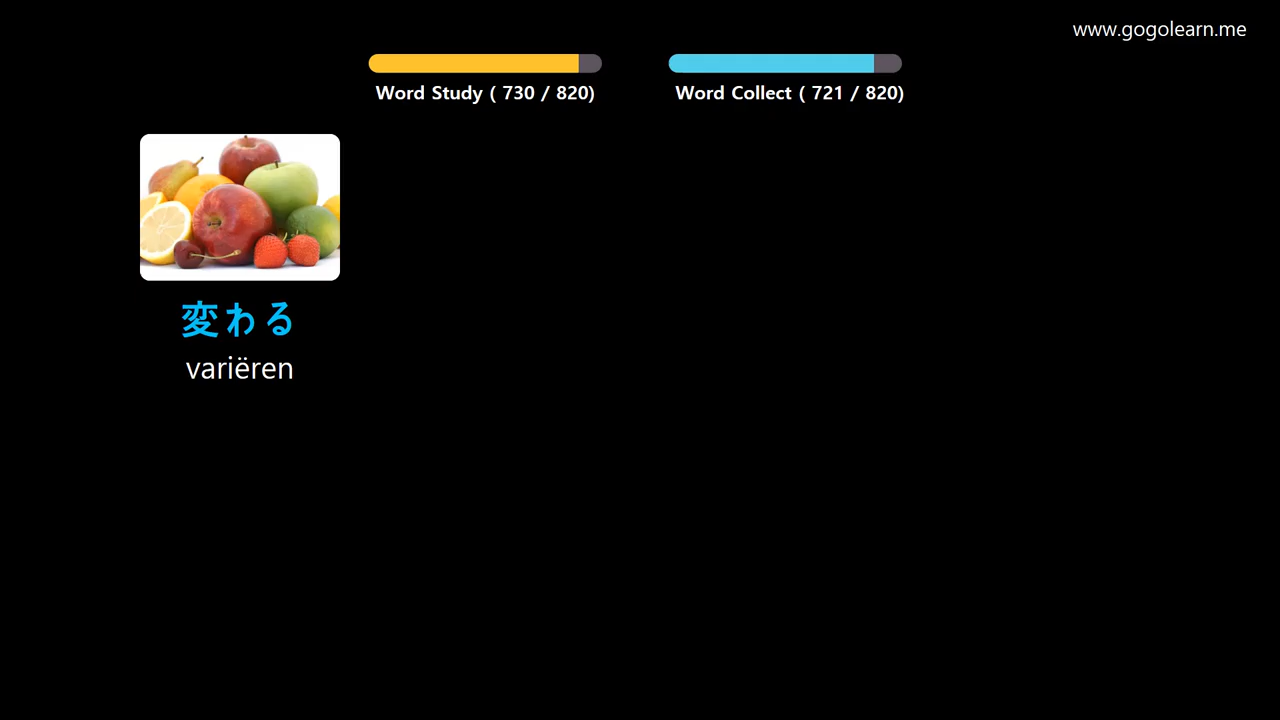 www.gogolearn.me
Word Study ( 730 / 820)
Word Collect ( 721 / 820)
変わる
variëren